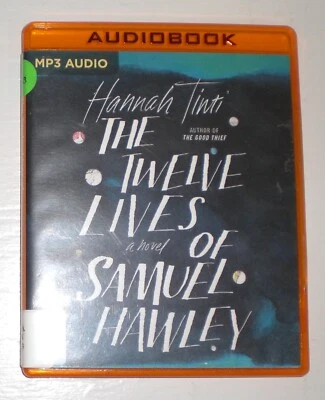 AUDIOBOOK
MP3 AUDIO
Hannah Tinti
AUTHOR OF
THE GOOD THIEF
THE
TWELVE
LIVES
a novel OF
SAMUEL
HAWLEY